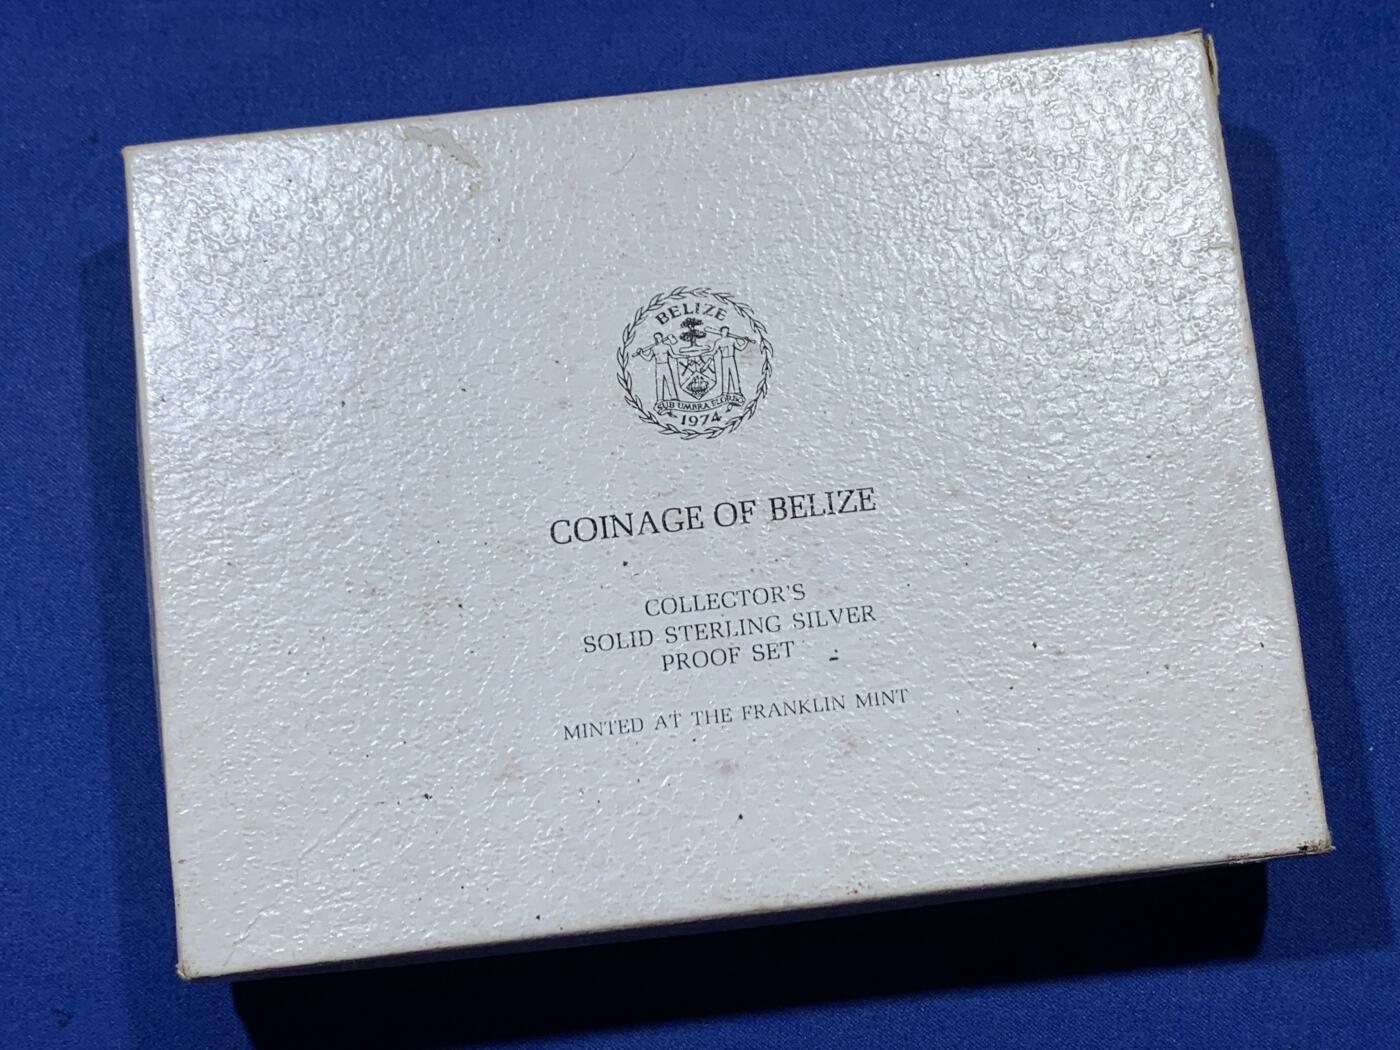 BELIZE
SUB UMBRA FLOREO
1974
COINAGE OF BELIZE
COLLECTOR'S
SOLID STERLING SILVER
PROOF SET
MINTED AT THE FRANKLIN MINT